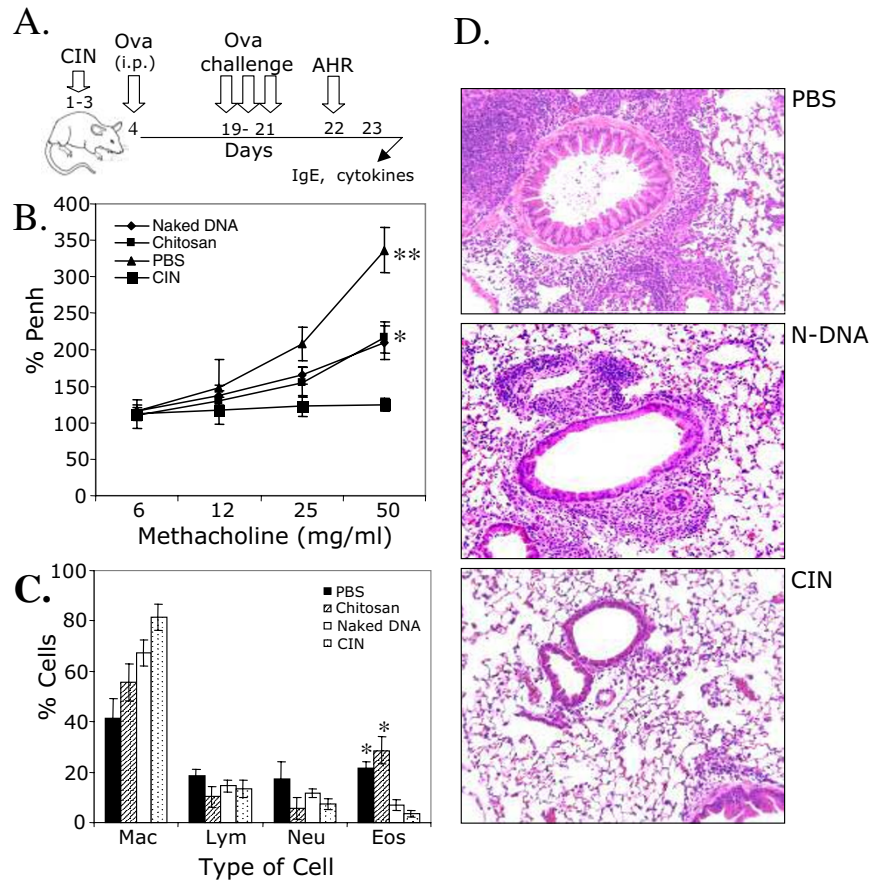 A.
CIN
1-3
Ova
(i.p.)
4
Ova
challenge
19- 21
AHR
22 23
Days
IgE, cytokines
B.
400
350
300
250
200
150
100
50
0
% Penh
Naked DNA
Chitosan
PBS
CIN
**
*
6 12 25 50
Methacholine (mg/ml)
C.
100
80
60
40
20
0
% Cells
PBS
Chitosan
Naked DNA
CIN
* *
Mac Lym Neu Eos
Type of Cell
D.
PBS
N-DNA
CIN